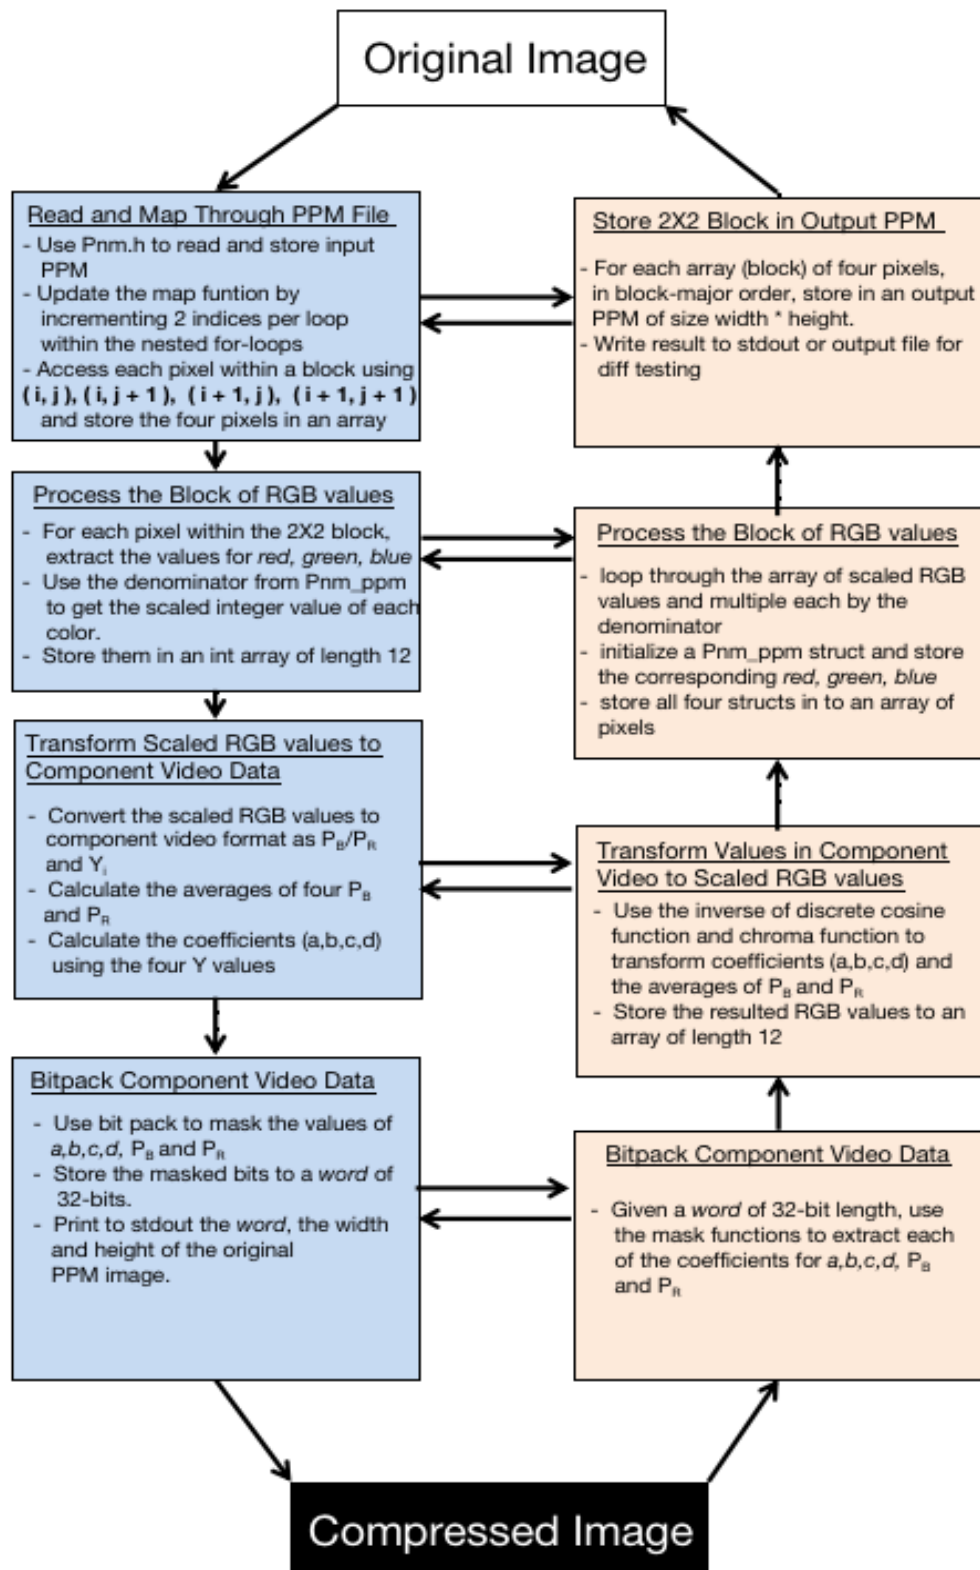 Original Image
Read and Map Through PPM File
- Use Pnm.h to read and store input
PPM
- Update the map funtion by
incrementing 2 indices per loop
within the nested for-loops
- Access each pixel within a block using
( i, j ), ( i, j + 1 ), ( i + 1, j ), ( i + 1, j + 1 )
and store the four pixels in an array
Process the Block of RGB values
- For each pixel within the 2X2 block,
extract the values for red, green, blue
- Use the denominator from Pnm_ppm
to get the scaled integer value of each
color.
- Store them in an int array of length 12
Transform Scaled RGB values to
Component Video Data
- Convert the scaled RGB values to
component video format as P_B/P_R
and Y_i
- Calculate the averages of four P_B
and P_R
- Calculate the coefficients (a,b,c,d)
using the four Y values
Bitpack Component Video Data
- Use bit pack to mask the values of
a,b,c,d, P_B and P_R
- Store the masked bits to a word of
32-bits.
- Print to stdout the word, the width
and height of the original
PPM image.
Store 2X2 Block in Output PPM
- For each array (block) of four pixels,
in block-major order, store in an output
PPM of size width * height.
- Write result to stdout or output file for
diff testing
Process the Block of RGB values
- loop through the array of scaled RGB
values and multiple each by the
denominator
- initialize a Pnm_ppm struct and store
the corresponding red, green, blue
- store all four structs in to an array of
pixels
Transform Values in Component
Video to Scaled RGB values
- Use the inverse of discrete cosine
function and chroma function to
transform coefficients (a,b,c,d) and
the averages of P_B and P_R
- Store the resulted RGB values to an
array of length 12
Bitpack Component Video Data
- Given a word of 32-bit length, use
the mask functions to extract each
of the coefficients for a,b,c,d, P_B
and P_R
Compressed Image